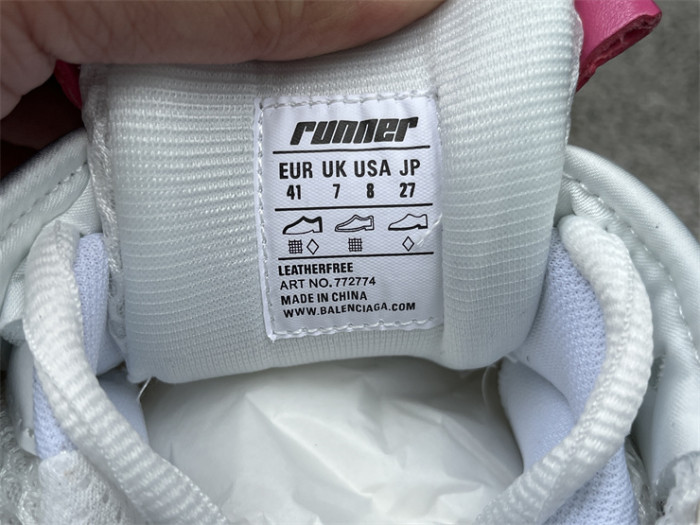 runner
EUR UK USA JP
41 7 8 27
LEATHERFREE
ART NO. 772774
MADE IN CHINA
WWW.BALENCIAGA.COM